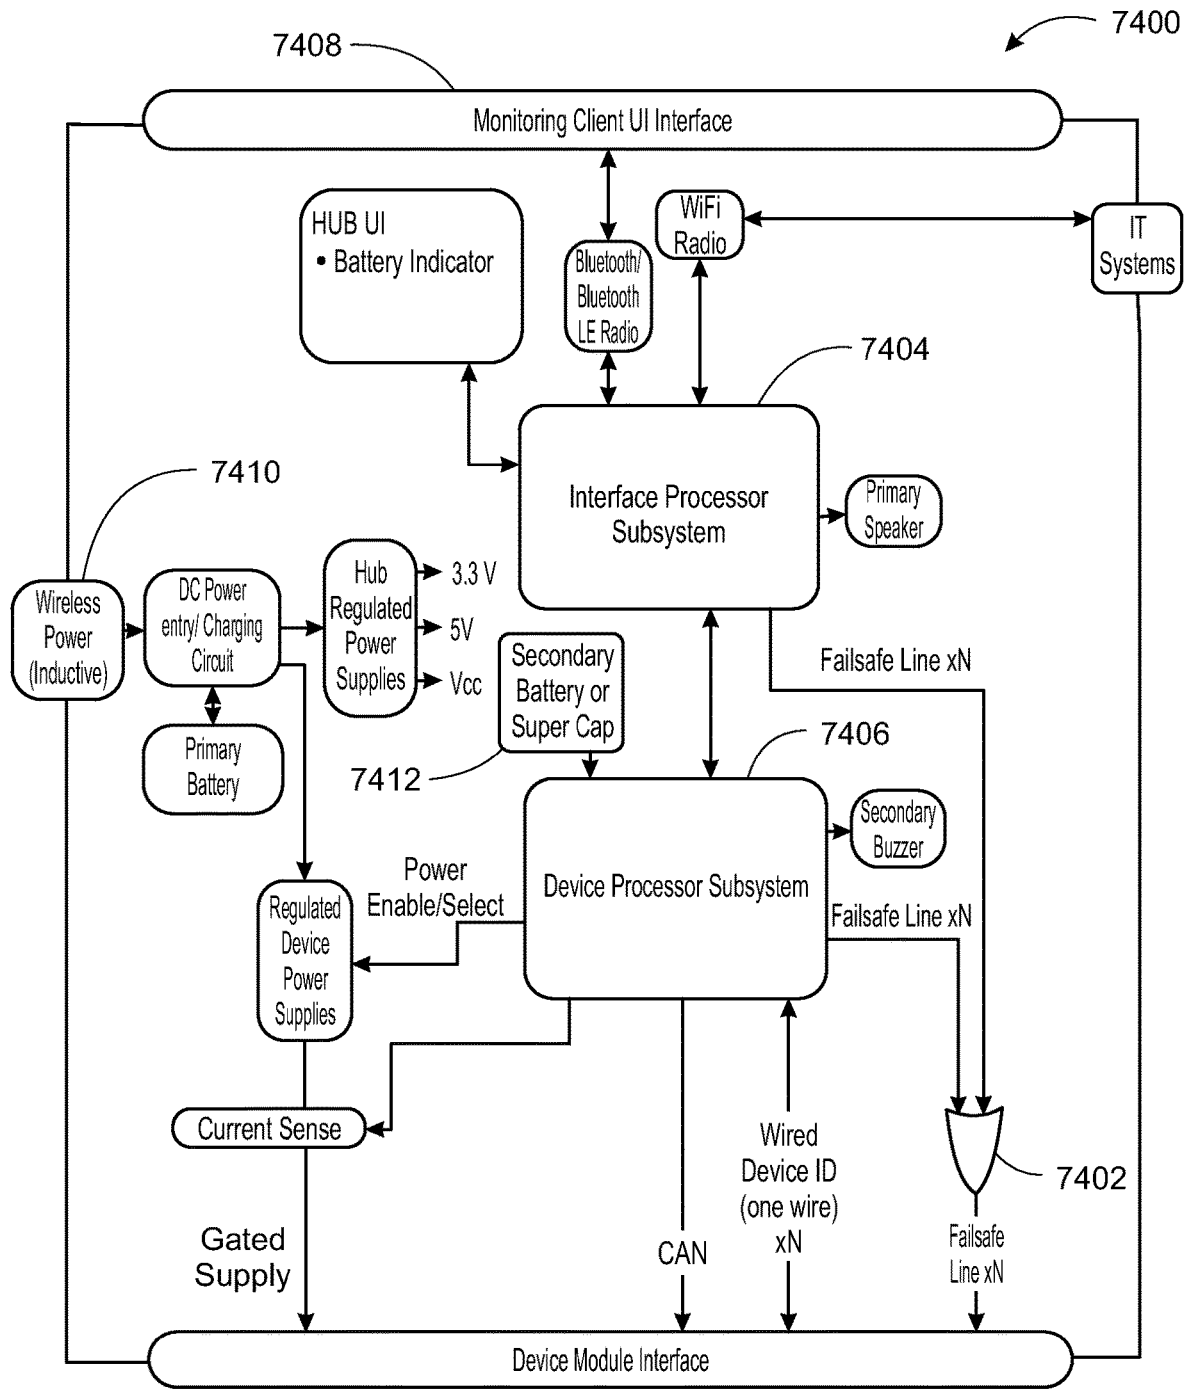 7400
7408
Monitoring Client UI Interface
HUB UI
• Battery Indicator
WiFi
Radio
IT
Systems
Bluetooth/
Bluetooth
LE Radio
7404
7410
Interface Processor
Subsystem
Primary
Speaker
Wireless
Power
(Inductive)
DC Power
entry/ Charging
Circuit
Hub
Regulated
Power
Supplies
3.3 V
5V
Vcc
Primary
Battery
Secondary
Battery or
Super Cap
Failsafe Line xN
7406
7412
Secondary
Buzzer
Device Processor Subsystem
Power
Enable/Select
Failsafe Line xN
Regulated
Device
Power
Supplies
Current Sense
Wired
Device ID
(one wire)
xN
7402
Gated
Supply
CAN
Failsafe
Line xN
Device Module Interface